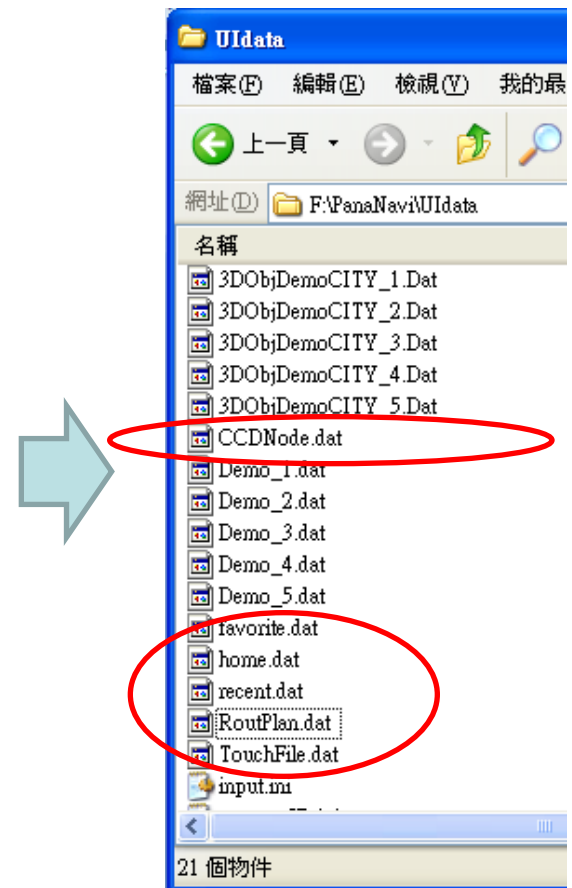 UIdata
檔案(F) 編輯(E) 檢視(V) 我的最
上一頁
網址(D) F:\PanaNavi\UIdata
名稱
3DObjDemoCITY_1.Dat
3DObjDemoCITY_2.Dat
3DObjDemoCITY_3.Dat
3DObjDemoCITY_4.Dat
3DObjDemoCITY_5.Dat
CCDNode.dat
Demo_1.dat
Demo_2.dat
Demo_3.dat
Demo_4.dat
Demo_5.dat
favorite.dat
home.dat
recent.dat
RoutPlan.dat
TouchFile.dat
input.ini
21 個物件